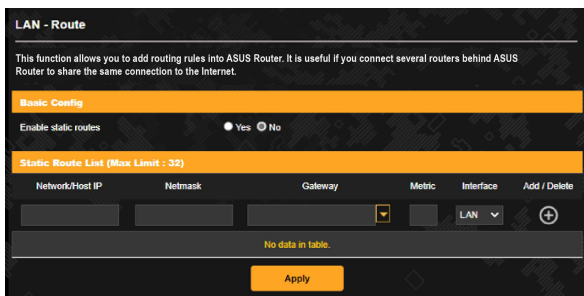 LAN - Route
This function allows you to add routing rules into ASUS Router. It is useful if you connect several routers behind ASUS
Router to share the same connection to the Internet.
Basic Config
Enable static routes Yes No
Static Route List (Max Limit : 32)
Network/Host IP Netmask Gateway Metric Interface Add / Delete
LAN
No data in table.
Apply